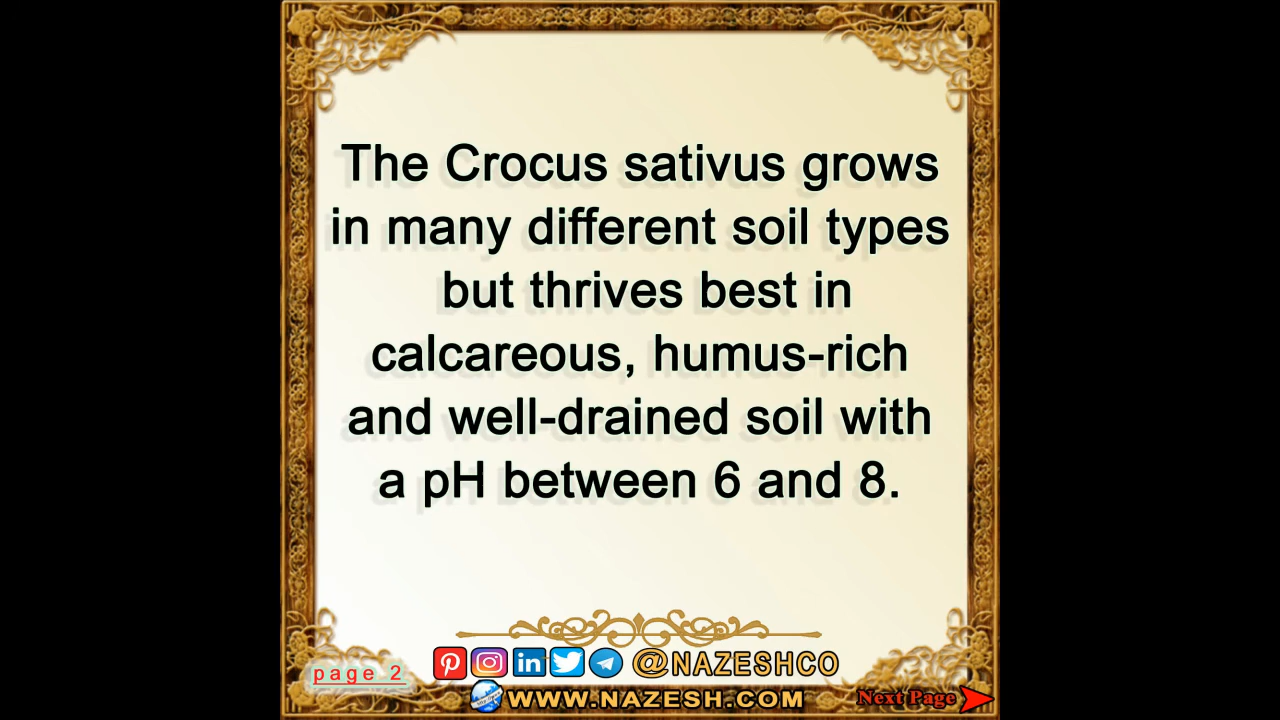 The Crocus sativus grows
in many different soil types
but thrives best in
calcareous, humus-rich
and well-drained soil with
a pH between 6 and 8.
@NAZESHCO
page 2
WWW.NAZESH.COM
Next Page